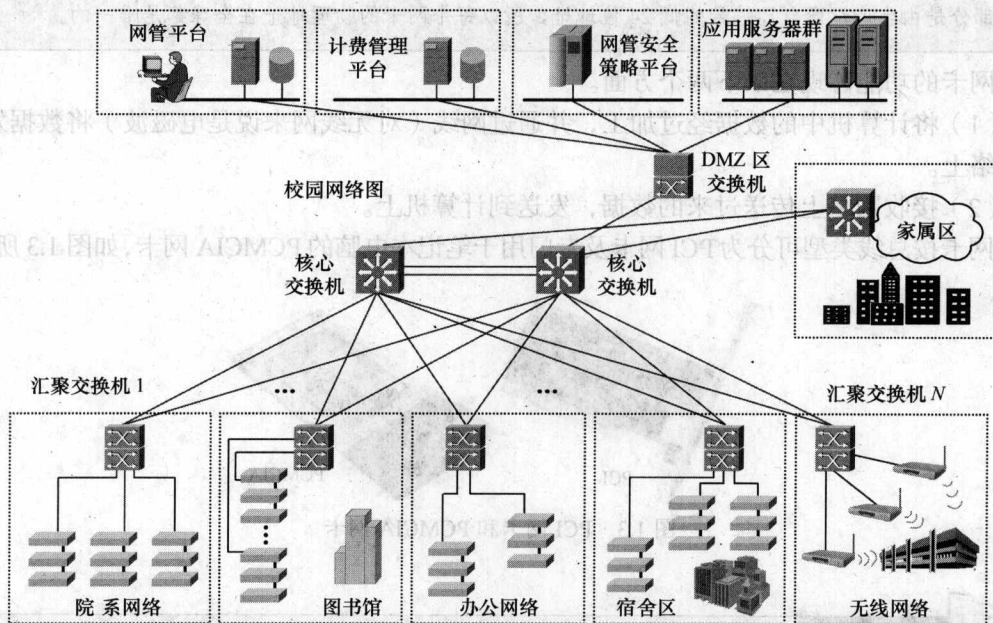 网管平台
计费管理
平台
网管安全
策略平台
应用服务器群
DMZ 区
交换机
校园网络图
家属区
核心
交换机
核心
交换机
汇聚交换机 1
...
...
汇聚交换机 N
院 系网络
图书馆
办公网络
宿舍区
无线网络